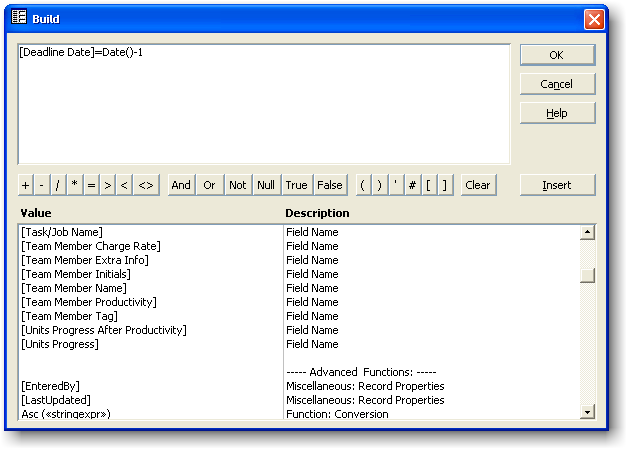 Build
[Deadline Date]=Date()-1
OK
Cancel
Help
+ - / * = > < <> And Or Not Null True False ( ) ' # [ ] Clear Insert
Value Description
[Task/Job Name] Field Name
[Team Member Charge Rate] Field Name
[Team Member Extra Info] Field Name
[Team Member Initials] Field Name
[Team Member Name] Field Name
[Team Member Productivity] Field Name
[Team Member Tag] Field Name
[Units Progress After Productivity] Field Name
[Units Progress] Field Name
----- Advanced Functions: -----
[EnteredBy] Miscellaneous: Record Properties
[LastUpdated] Miscellaneous: Record Properties
Asc («stringexpr») Function: Conversion